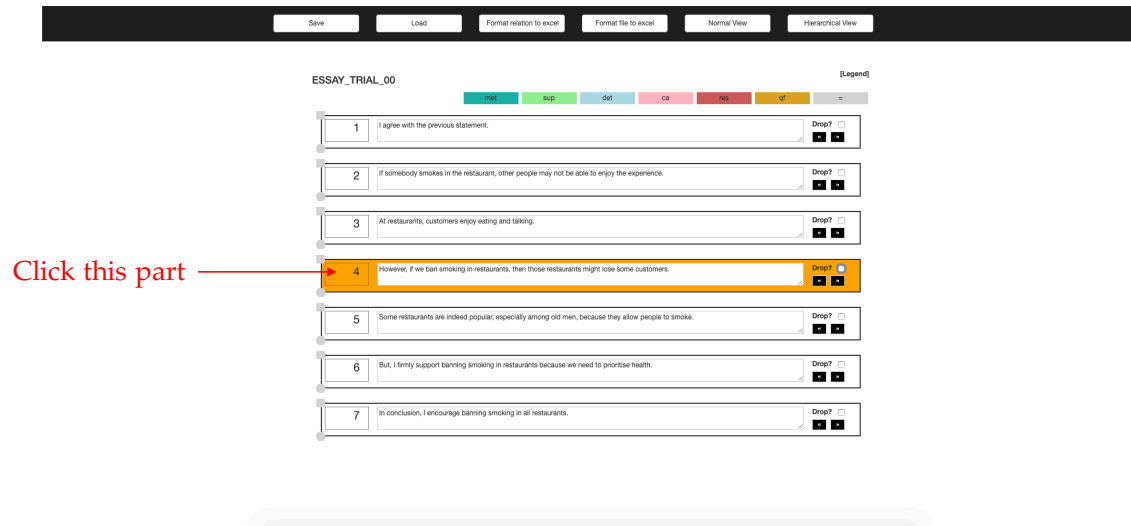 Save Load Format relation to excel Format file to excel Normal View Hierarchical View
[Legend]
ESSAY_TRIAL_00
met sup det ca res qf =
1 I agree with the previous statement. Drop?
« »
2 If somebody smokes in the restaurant, other people may not be able to enjoy the experience. Drop?
« »
3 At restaurants, customers enjoy eating and talking. Drop?
« »
Click this part 4 However, if we ban smoking in restaurants, then those restaurants might lose some customers. Drop?
« »
5 Some restaurants are indeed popular, especially among old men, because they allow people to smoke. Drop?
« »
6 But, I firmly support banning smoking in restaurants because we need to prioritise health. Drop?
« »
7 In conclusion, I encourage banning smoking in all restaurants. Drop?
« »